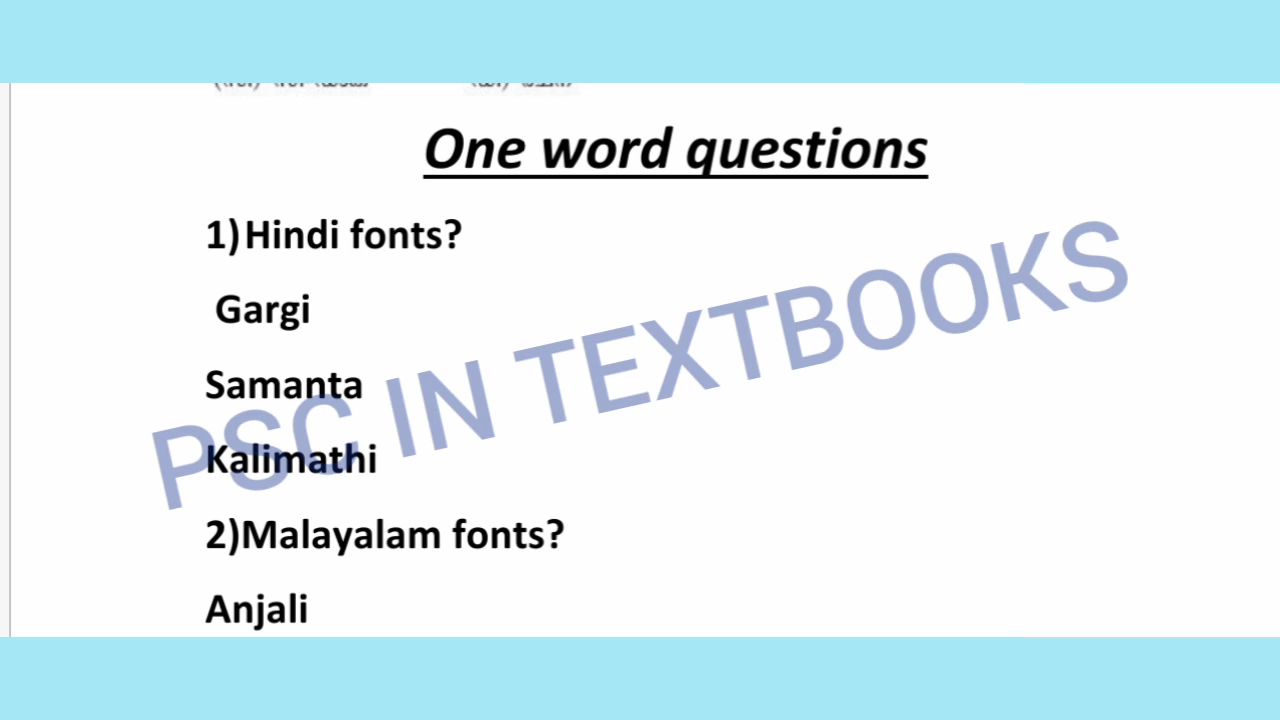 One word questions
1) Hindi fonts?
Gargi
Samanta
Kalimathi
2)Malayalam fonts?
Anjali
PSC IN TEXTBOOKS